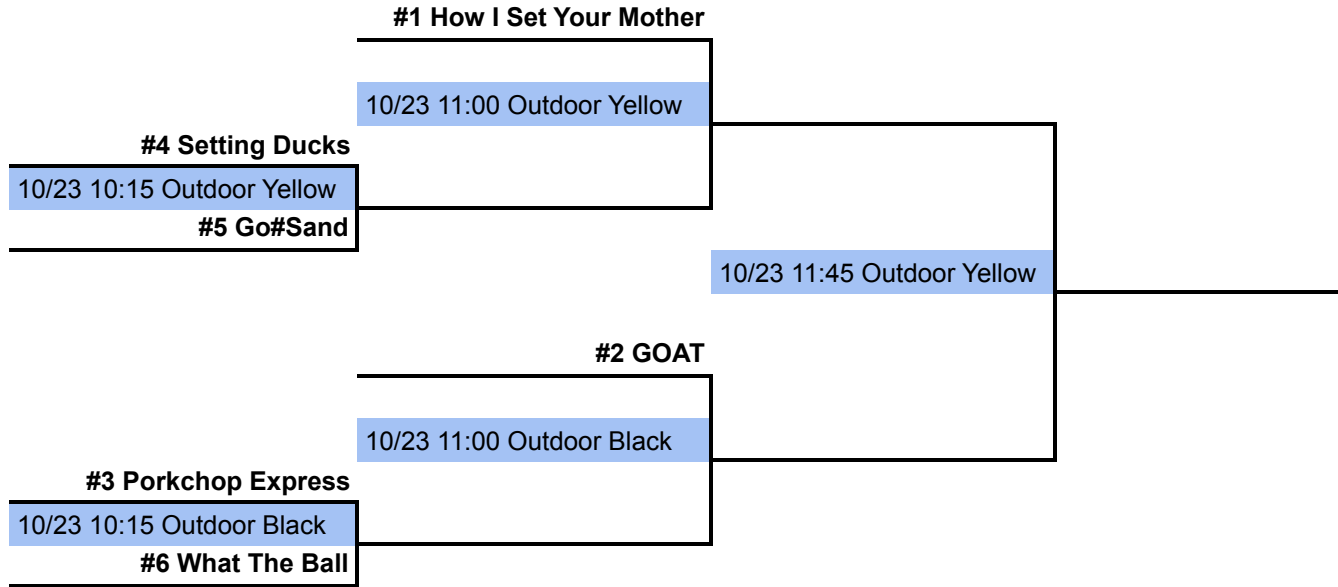 #1 How I Set Your Mother
10/23 11:00 Outdoor Yellow
#4 Setting Ducks
10/23 10:15 Outdoor Yellow
#5 Go#Sand
10/23 11:45 Outdoor Yellow
#2 GOAT
10/23 11:00 Outdoor Black
#3 Porkchop Express
10/23 10:15 Outdoor Black
#6 What The Ball